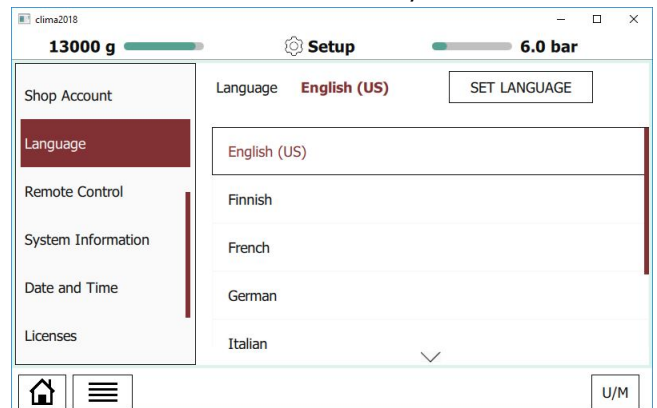 clima2018
13000 g Setup 6.0 bar
Shop Account
Language
Remote Control
System Information
Date and Time
Licenses
Language English (US) SET LANGUAGE
English (US)
Finnish
French
German
Italian
U/M